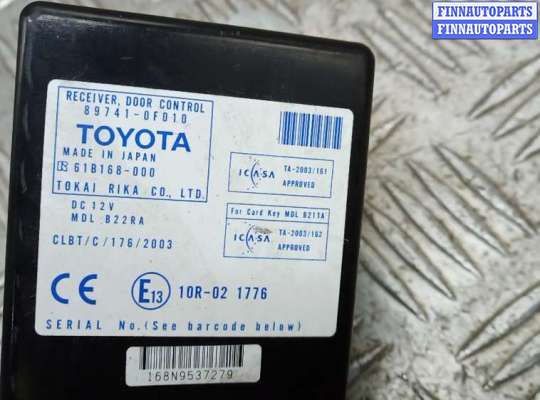 FINNAUTOPARTS
FINNAUTOPARTS
RECEIVER, DOOR CONTROL
89741-0F010
TOYOTA
MADE IN JAPAN
R 61B168-000
TOKAI RIKA CO., LTD.
DC 12V
MDL B22RA
CLBT/C/176/2003
ICASA
TA-2003/161
APPROVED
For Card Key MDL B211A
ICASA
TA-2003/162
APPROVED
CE E13 10R-02 1776
SERIAL No.(See barcode below)
168N9537279